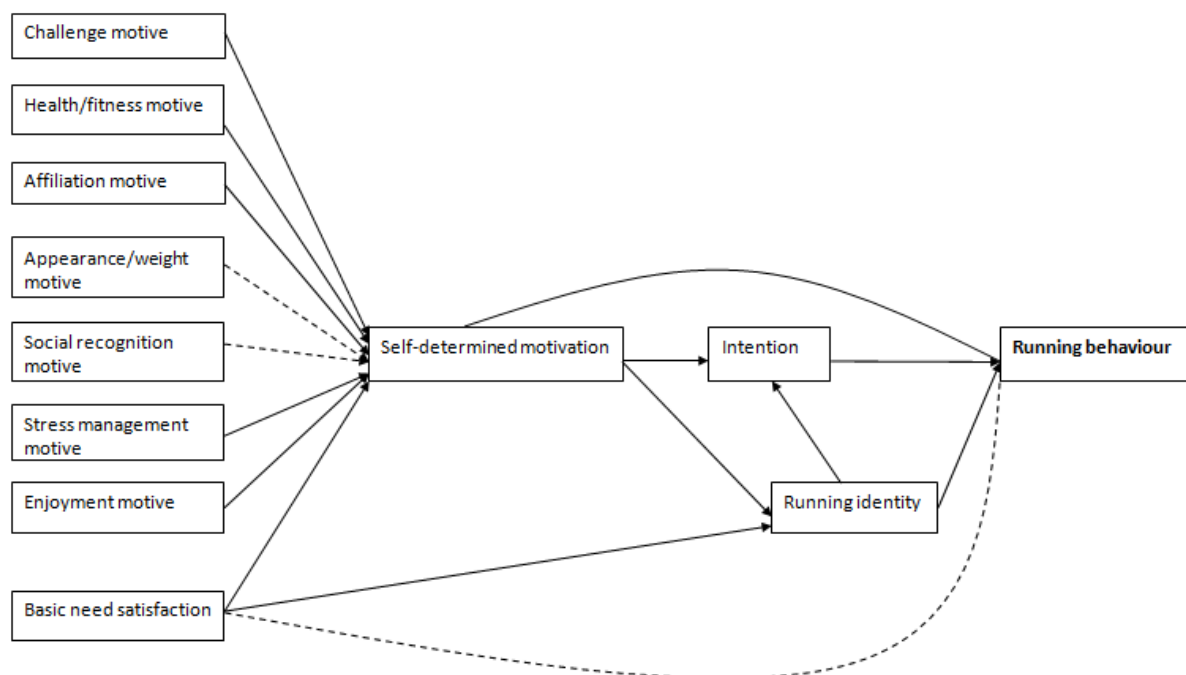 Challenge motive
Health/fitness motive
Affiliation motive
Appearance/weight
motive
Social recognition
motive
Self-determined motivation
Intention
Running behaviour
Stress management
motive
Enjoyment motive
Running identity
Basic need satisfaction